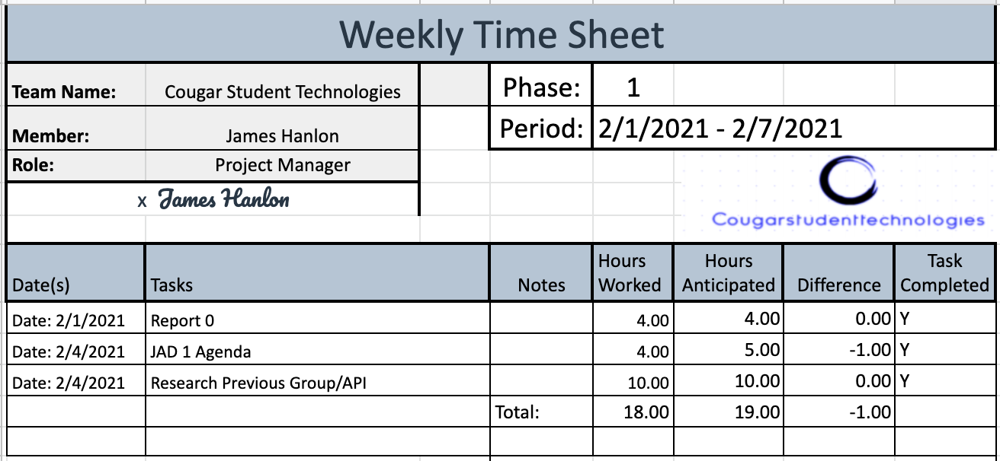 Weekly Time Sheet
Team Name: Cougar Student Technologies Phase: 1
Member: James Hanlon Period: 2/1/2021 - 2/7/2021
Role: Project Manager
x James Hanlon
Cougarstudenttechnologies
Date(s) Tasks Notes Hours Worked Hours Anticipated Difference Task Completed
Date: 2/1/2021 Report 0 4.00 4.00 0.00 Y
Date: 2/4/2021 JAD 1 Agenda 4.00 5.00 -1.00 Y
Date: 2/4/2021 Research Previous Group/API 10.00 10.00 0.00 Y
Total: 18.00 19.00 -1.00